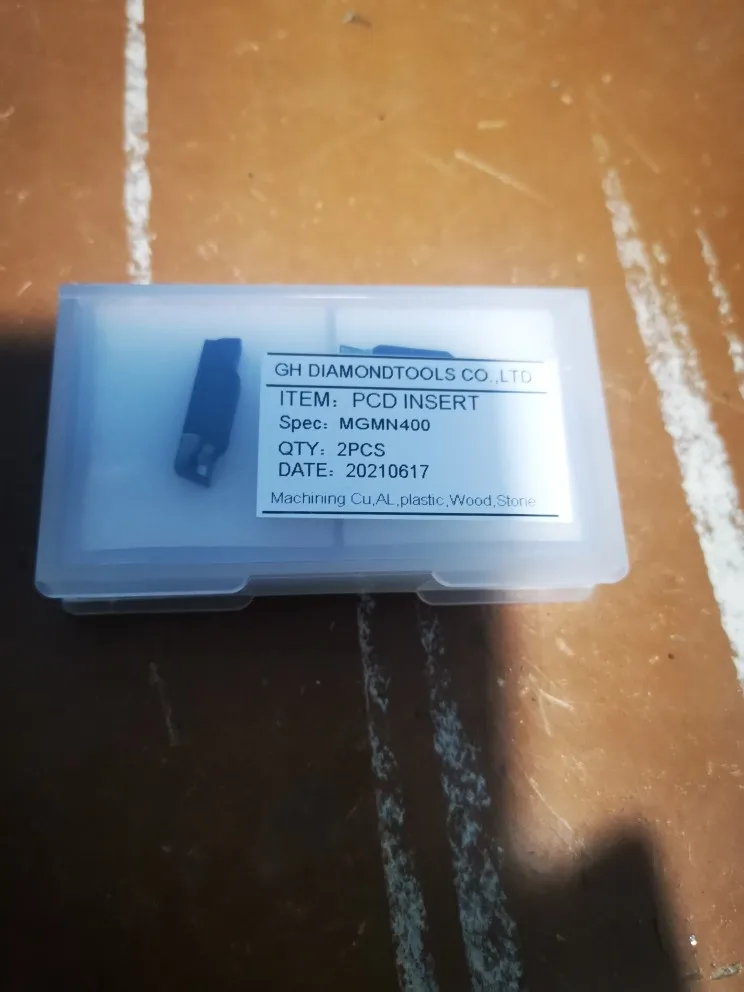 GH DIAMONDTOOLS CO.,LTD
ITEM: PCD INSERT
Spec: MGMN400
QTY: 2PCS
DATE: 20210617
Machining Cu,AL,plastic,Wood,Stone